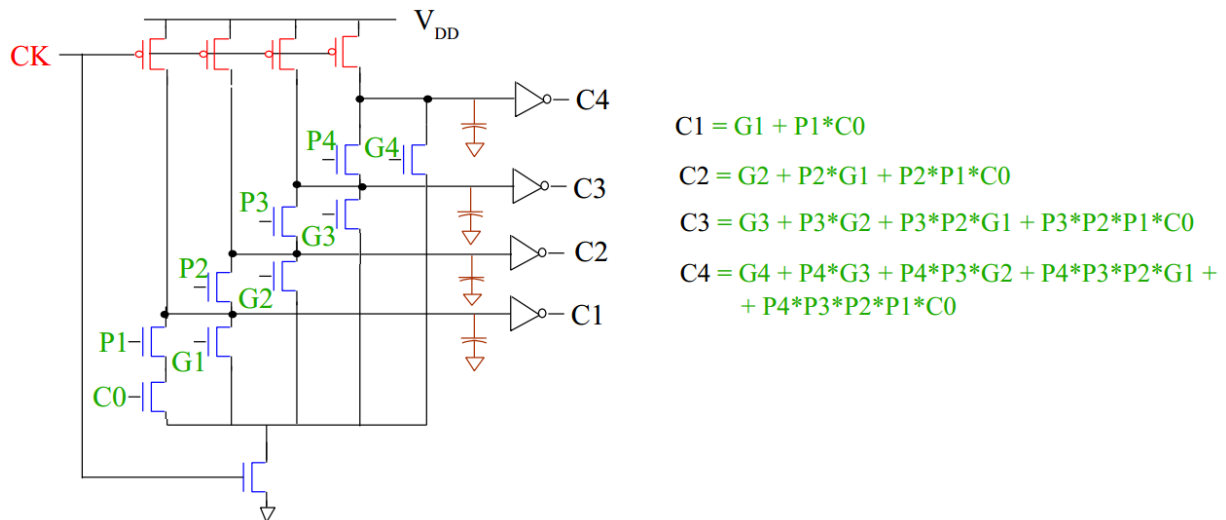 V_DD
CK
C4
P4
G4
C1 = G1 + P1*C0
C2 = G2 + P2*G1 + P2*P1*C0
C3
P3
G3
C3 = G3 + P3*G2 + P3*P2*G1 + P3*P2*P1*C0
C2
P2
G2
C4 = G4 + P4*G3 + P4*P3*G2 + P4*P3*P2*G1 +
+ P4*P3*P2*P1*C0
C1
P1
G1
C0